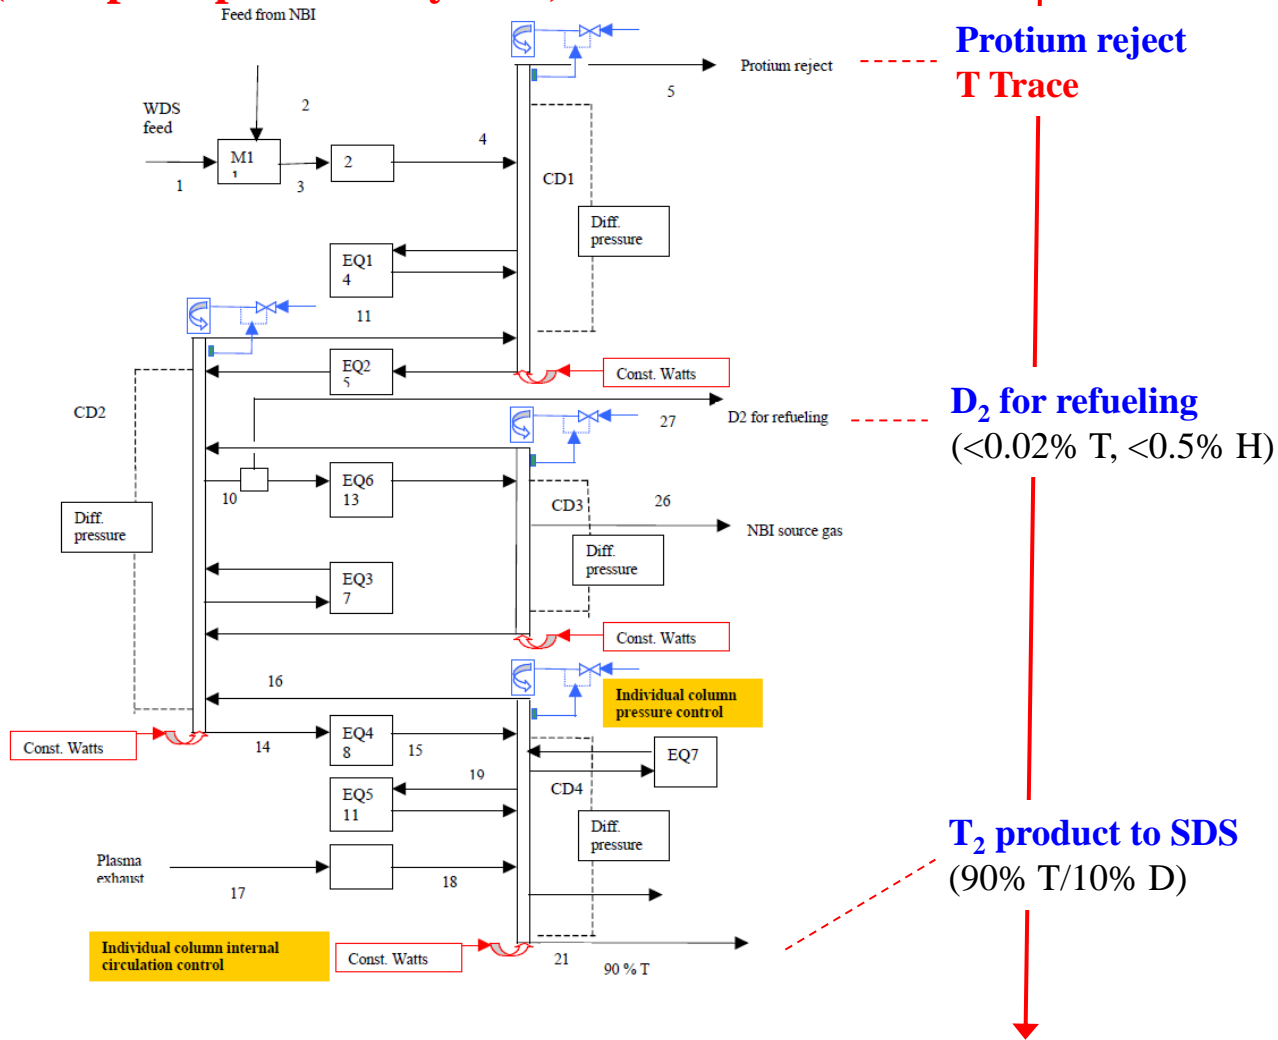 Feed from NBI
Protium reject
T Trace
Protium reject
5
2
WDS
feed
4
M1
1
2
1
3
CD1
Diff.
pressure
EQ1
4
11
EQ2
5
Const. Watts
CD2
27
D2 for refueling
D₂ for refueling
(<0.02% T, <0.5% H)
10
EQ6
13
CD3
26
NBI source gas
Diff.
pressure
Diff.
pressure
EQ3
7
Const. Watts
16
Individual column
pressure control
Const. Watts
14
EQ4
8
15
EQ7
19
CD4
EQ5
11
Diff.
pressure
T₂ product to SDS
(90% T/10% D)
Plasma
exhaust
17
18
Individual column internal
circulation control
Const. Watts
21
90 % T